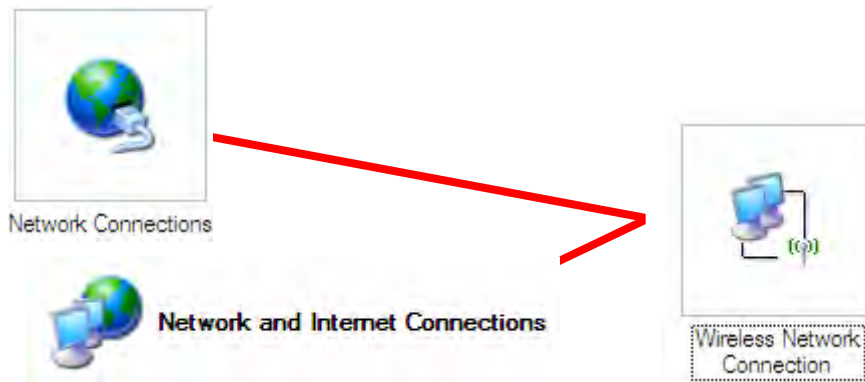 Network Connections
Network and Internet Connections
Wireless Network
Connection